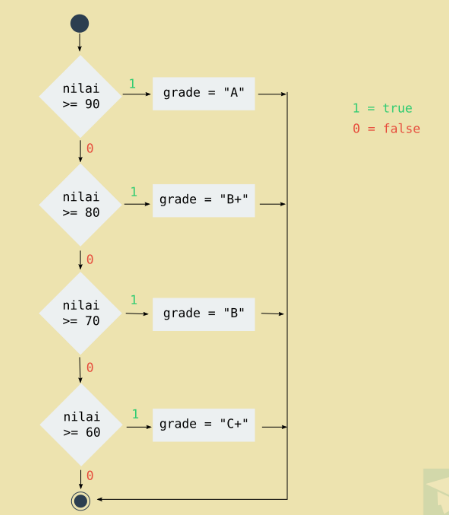 nilai
>= 90
1
grade = "A"
1 = true
0 = false
0
nilai
>= 80
1
grade = "B+"
0
nilai
>= 70
1
grade = "B"
0
nilai
>= 60
1
grade = "C+"
0